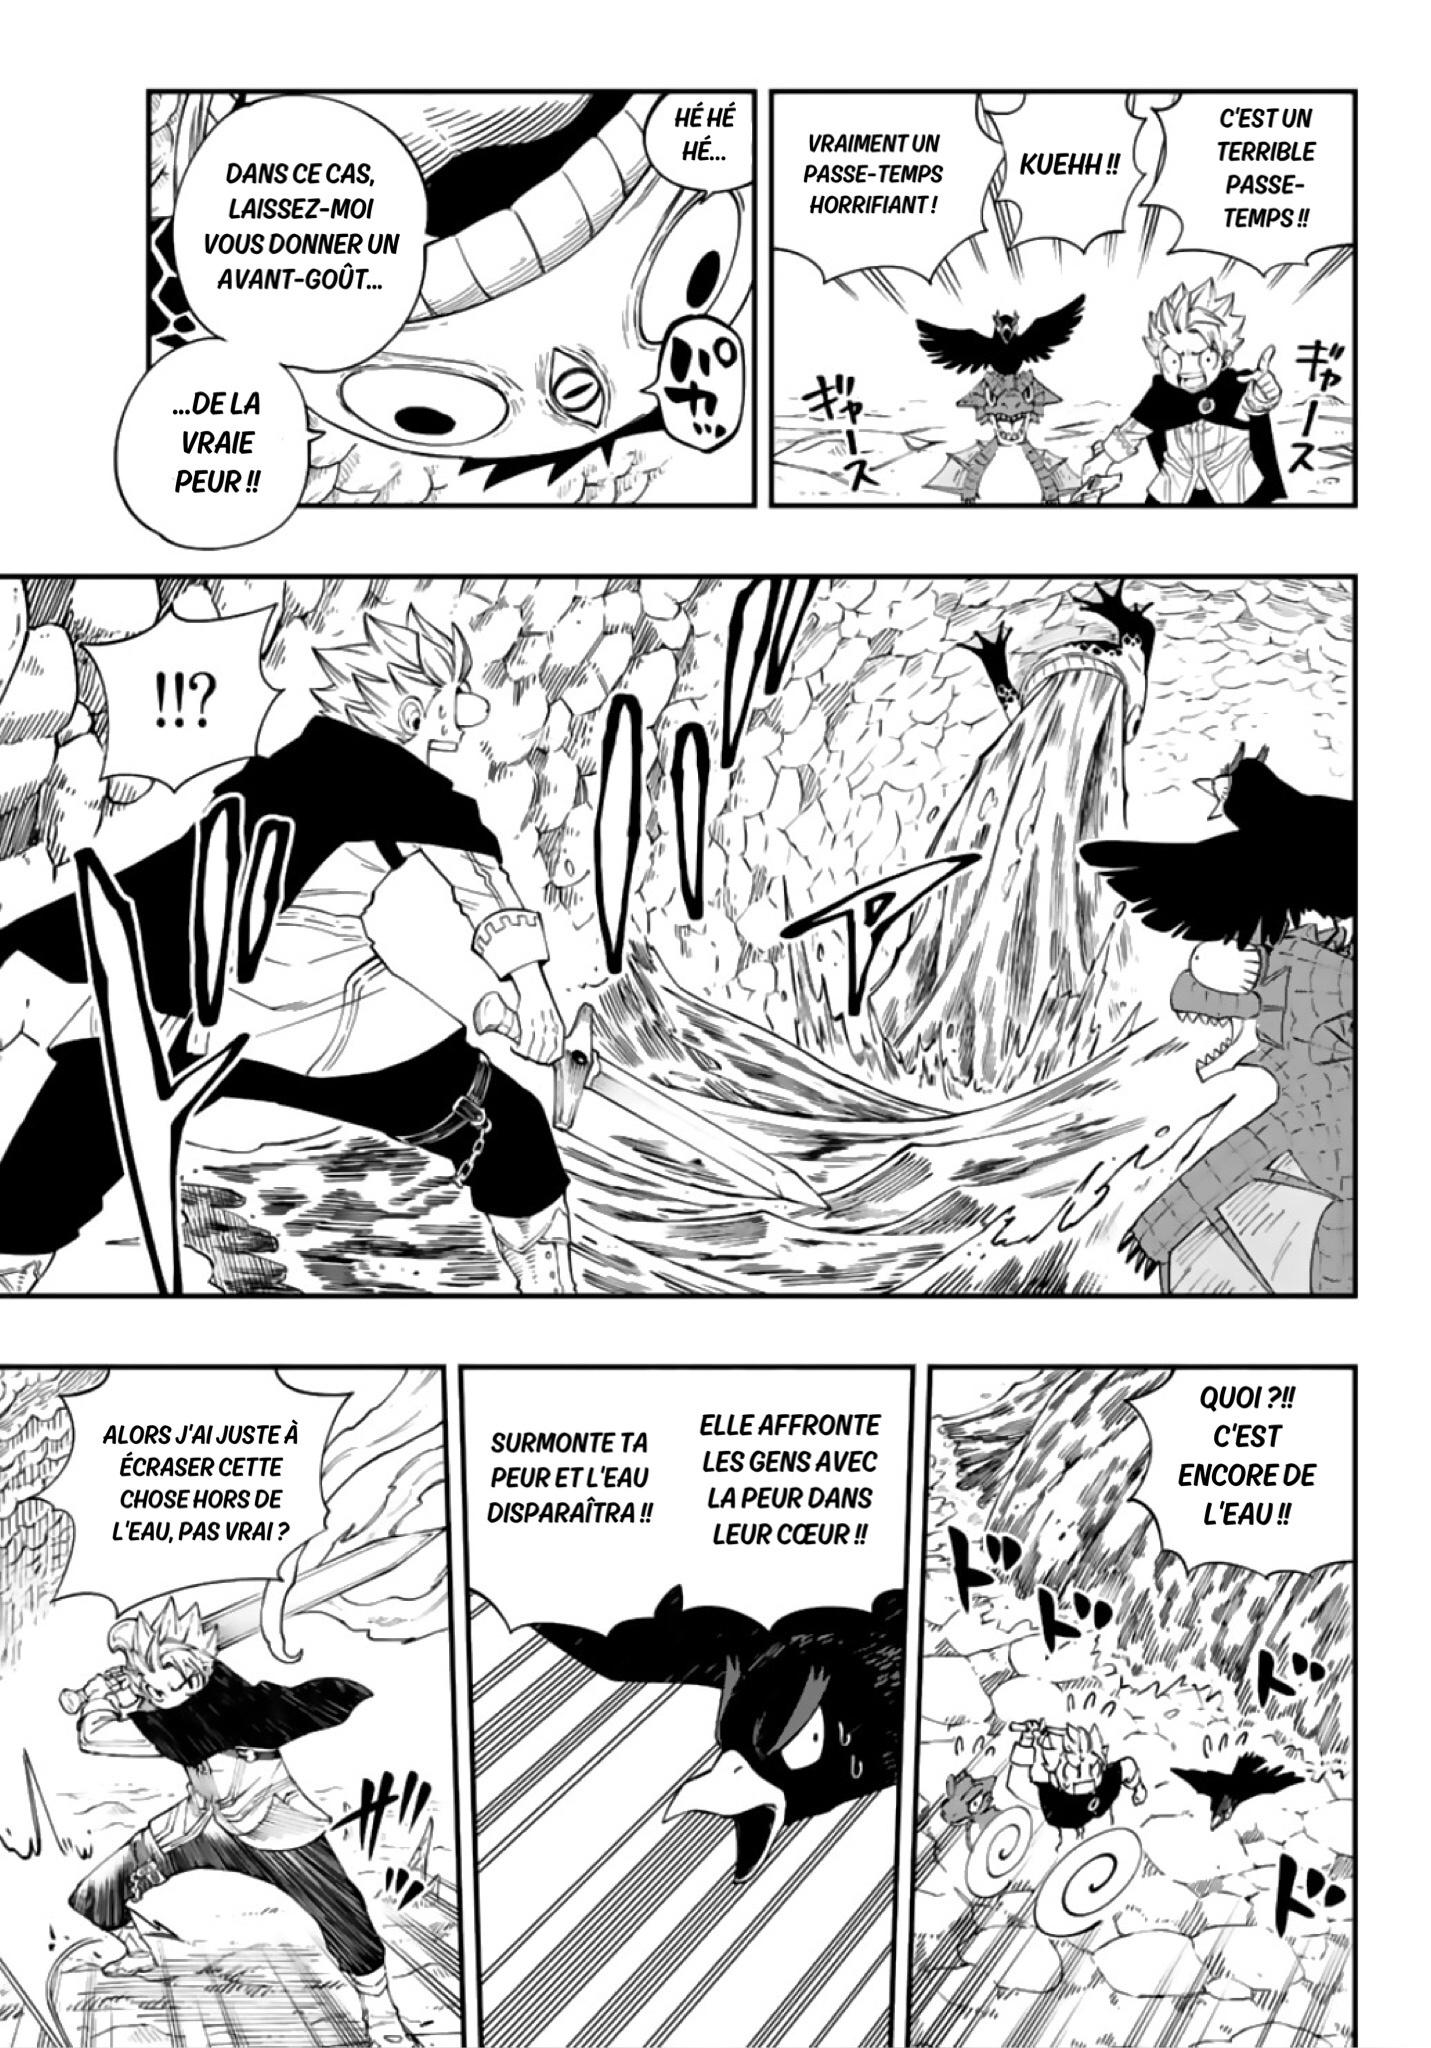 C'EST UN
TERRIBLE
PASSE-
TEMPS !!
KUEHH !!
VRAIMENT UN
PASSE-TEMPS
HORRIFIANT !
ギャース
ギャース
HÉ HÉ
HÉ...
DANS CE CAS,
LAISSEZ-MOI
VOUS DONNER UN
AVANT-GOÛT...
パカッ
...DE LA
VRAIE
PEUR !!
!!?
QUOI ?!!
C'EST
ENCORE DE
L'EAU !!
ドドドド
ELLE AFFRONTE
LES GENS AVEC
LA PEUR DANS
LEUR CŒUR !!
SURMONTE TA
PEUR ET L'EAU
DISPARAÎTRA !!
ALORS J'AI JUSTE À
ÉCRASER CETTE
CHOSE HORS DE
L'EAU, PAS VRAI ?